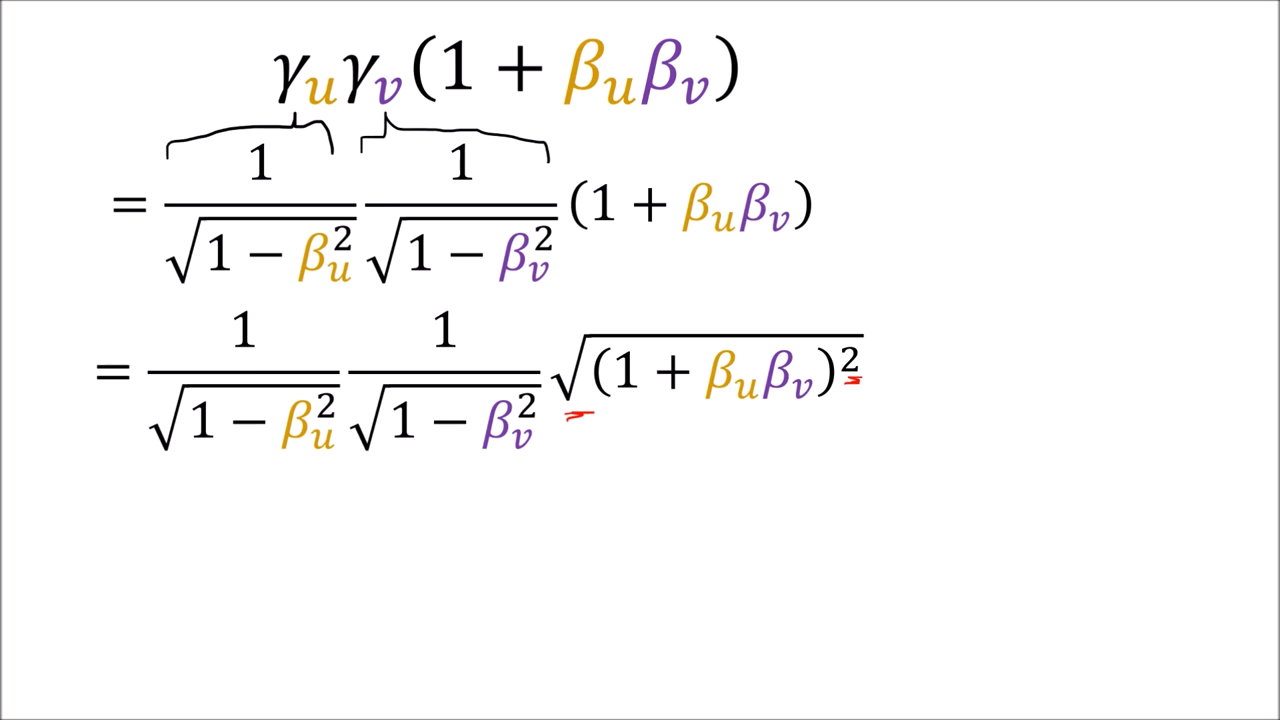 γ_u γ_v (1 + β_u β_v)
= 1/√(1 − β_u^2) 1/√(1 − β_v^2) (1 + β_u β_v)
= 1/√(1 − β_u^2) 1/√(1 − β_v^2) √((1 + β_u β_v)^2)